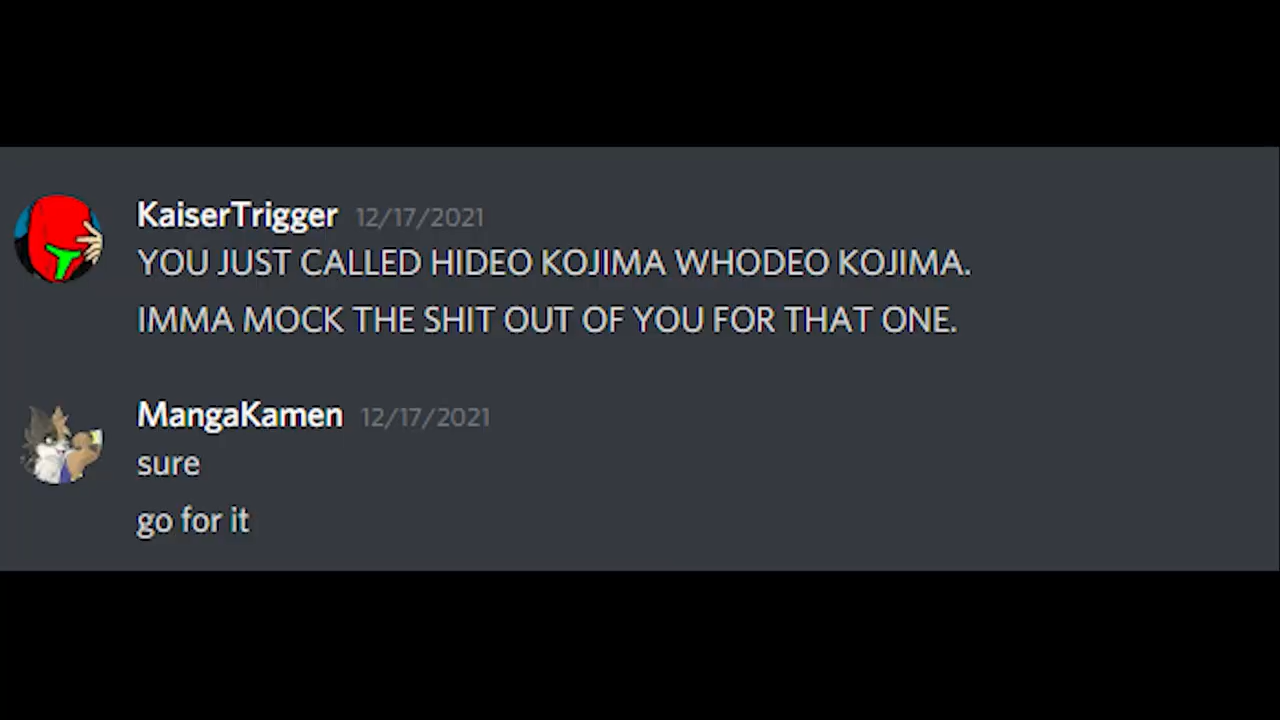 KaiserTrigger 12/17/2021
YOU JUST CALLED HIDEO KOJIMA WHODEO KOJIMA.
IMMA MOCK THE SHIT OUT OF YOU FOR THAT ONE.
MangaKamen 12/17/2021
sure
go for it